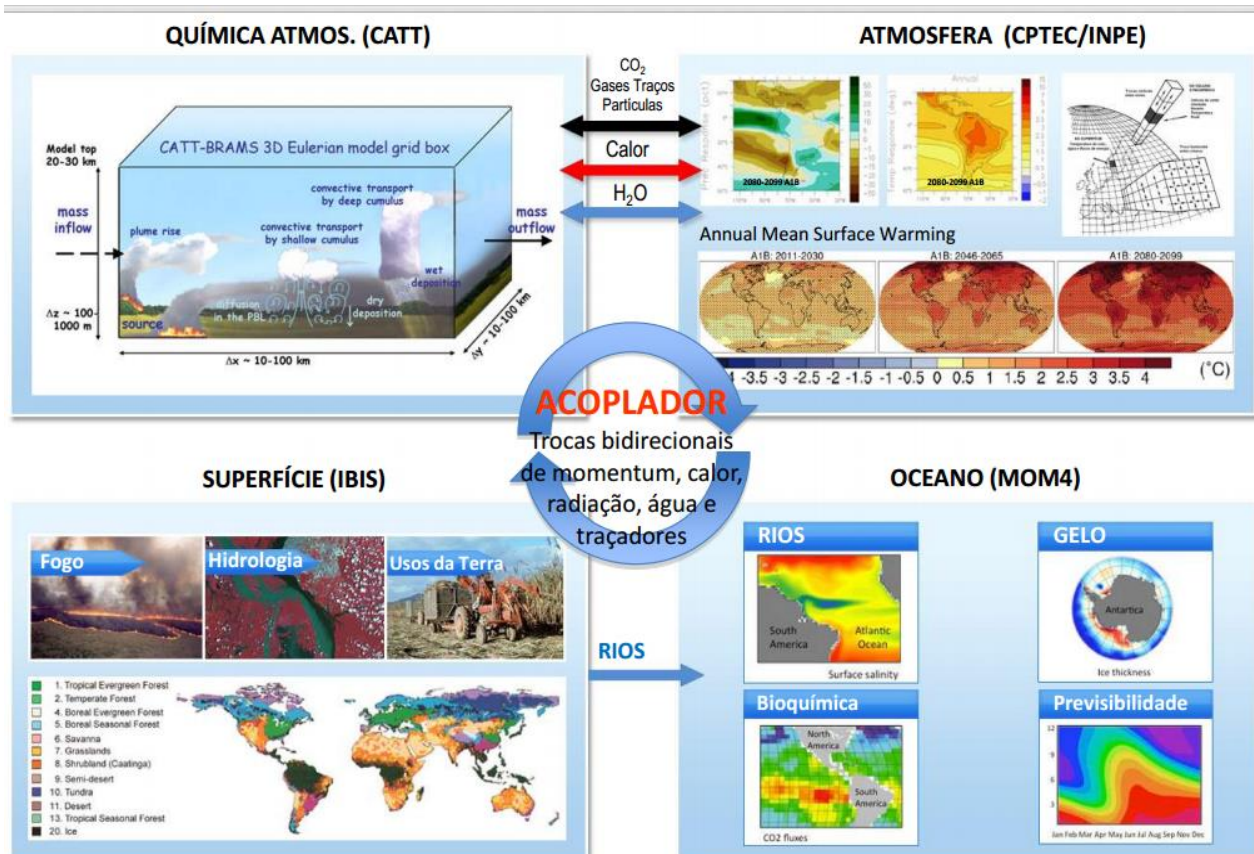 QUÍMICA ATMOS. (CATT)
Model top
20-30 km
CATT-BRAMS 3D Eulerian model grid box
convective transport
by deep cumulus
mass
inflow
plume rise
convective transport
by shallow cumulus
mass
outflow
wet
deposition
diffusion
in the PBL
dry
deposition
source
Δz ~ 100-
1000 m
Δx ~ 10-100 km
Δy ~ 10-100 km
CO2
Gases Traços
Partículas
Calor
H2O
ATMOSFERA (CPTEC/INPE)
Prec Response (pct)
2080-2099 A1B
Annual
Temp Response (deg)
2080-2099 A1B
Annual Mean Surface Warming
A1B: 2011-2030
A1B: 2046-2065
A1B: 2080-2099
4 -3.5 -3 -2.5 -2 -1.5 -1 -0.5 0 0.5 1 1.5 2 2.5 3 3.5 4
(°C)
ACOPLADOR
Trocas bidirecionais
de momentum, calor,
radiação, água e
traçadores
SUPERFÍCIE (IBIS)
Fogo
Hidrologia
Usos da Terra
1. Tropical Evergreen Forest
2. Temperate Forest
4. Boreal Evergreen Forest
5. Boreal Seasonal Forest
6. Savanna
7. Grasslands
8. Shrubland (Caatinga)
9. Semi-desert
10. Tundra
11. Desert
13. Tropical Seasonal Forest
20. Ice
RIOS
OCEANO (MOM4)
RIOS
South
America
Atlantic
Ocean
Surface salinity
GELO
Antartica
Ice thickness
Bioquímica
North
America
South
America
CO2 fluxes
Previsibilidade
12
9
6
3
Jan Feb Mar Apr May Jun Jul Aug Sep Nov Dec